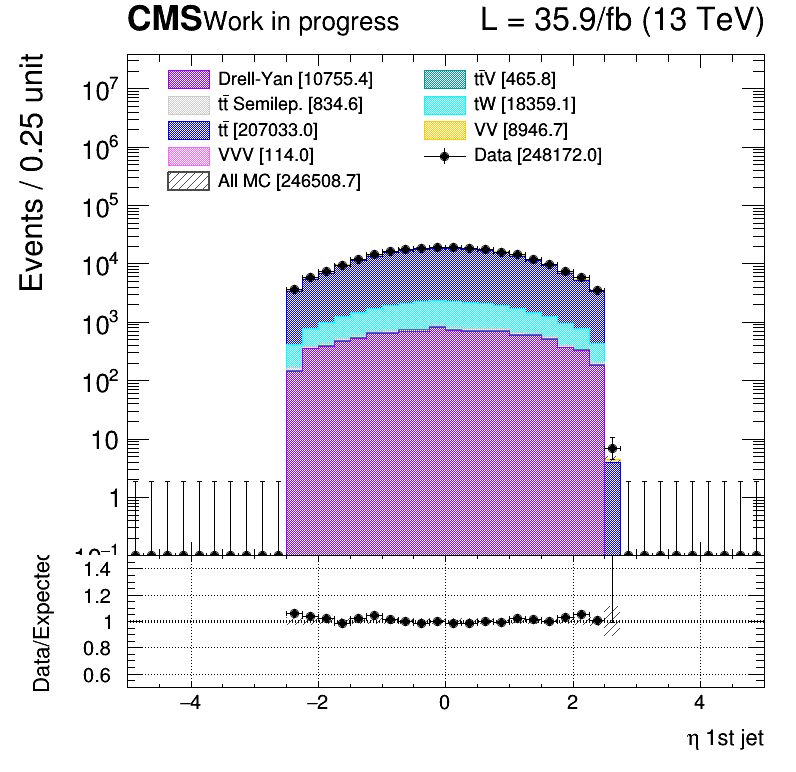 CMS Work in progress L = 35.9/fb (13 TeV)
Events / 0.25 unit
Drell-Yan [10755.4] tt̄V [465.8]
tt̄ Semilep. [834.6] tW [18359.1]
tt̄ [207033.0] VV [8946.7]
VVV [114.0] Data [248172.0]
All MC [246508.7]
10⁷
10⁶
10⁵
10⁴
10³
10²
10
1
10⁻¹
Data/Expected
1.4
1.2
1
0.8
0.6
−4 −2 0 2 4
η 1st jet